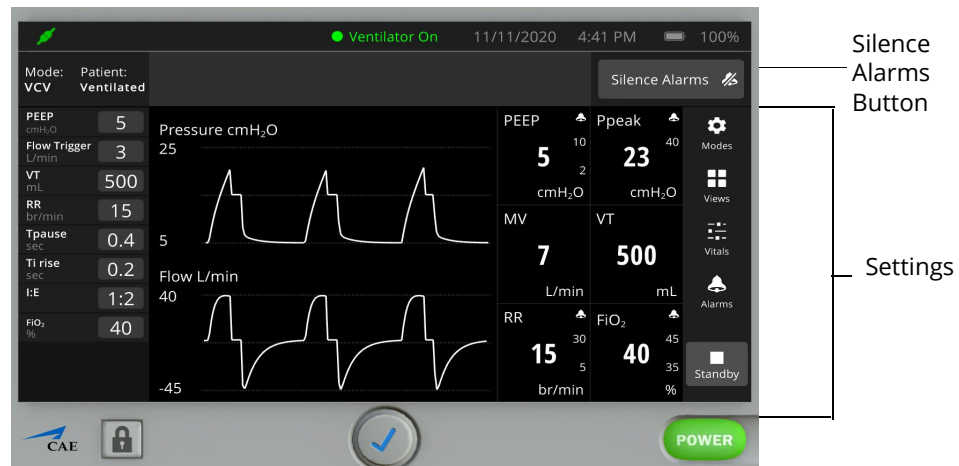 Ventilator On 11/11/2020 4:41 PM 100%
Mode: Patient:
VCV Ventilated
Silence Alarms
PEEP
cmH₂O
5
Flow Trigger
L/min
3
VT
mL
500
RR
br/min
15
Tpause
sec
0.4
Ti rise
sec
0.2
I:E
1:2
FiO₂
%
40
Pressure cmH₂O
25
5
Flow L/min
40
-45
PEEP
10
5
2
cmH₂O
Ppeak
40
23
cmH₂O
MV
7
L/min
VT
500
mL
RR
30
15
5
br/min
FiO₂
45
40
35
%
Modes
Views
Vitals
Alarms
Standby
CAE
POWER
Silence
Alarms
Button
Settings